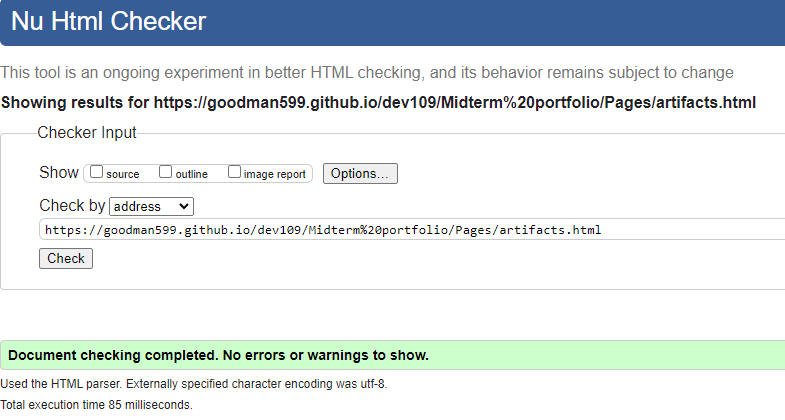 Nu Html Checker
This tool is an ongoing experiment in better HTML checking, and its behavior remains subject to change
Showing results for https://goodman599.github.io/dev109/Midterm%20portfolio/Pages/artifacts.html
Checker Input
Show source outline image report Options...
Check by address
https://goodman599.github.io/dev109/Midterm%20portfolio/Pages/artifacts.html
Check
Document checking completed. No errors or warnings to show.
Used the HTML parser. Externally specified character encoding was utf-8.
Total execution time 85 milliseconds.